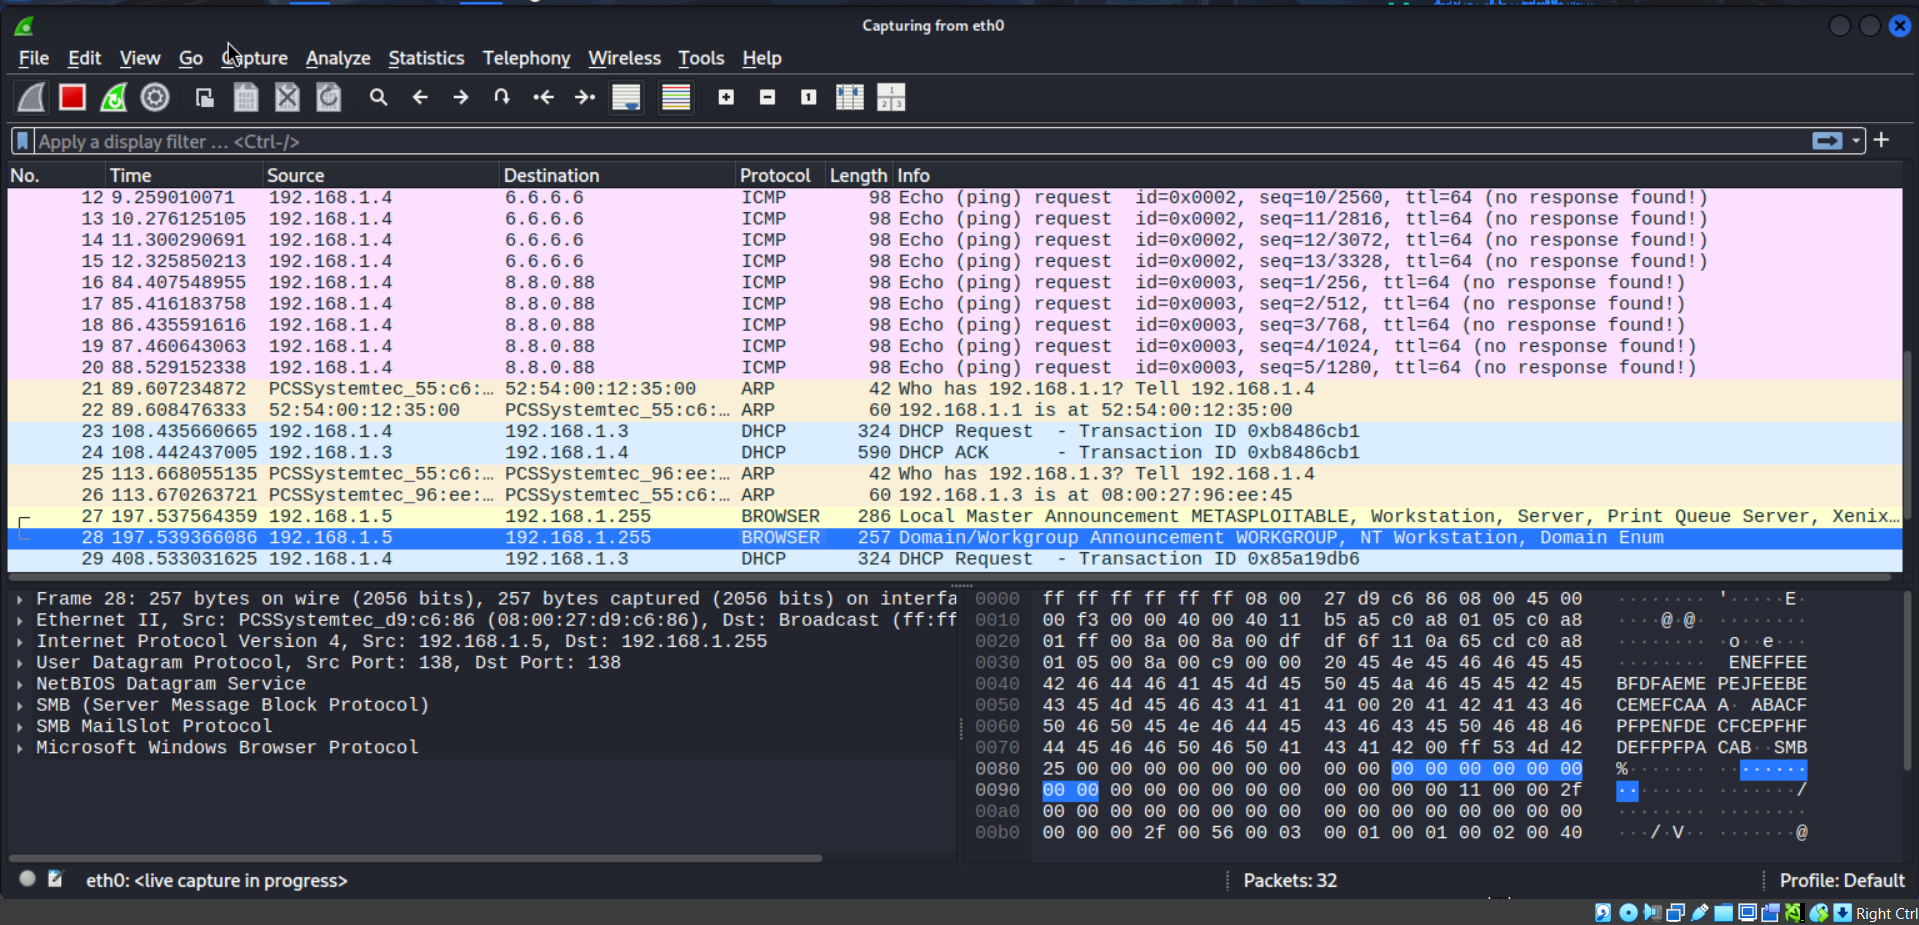 Capturing from eth0
File Edit View Go Capture Analyze Statistics Telephony Wireless Tools Help
Apply a display filter … <Ctrl-/>
No. Time Source Destination Protocol Length Info
12 9.259010071 192.168.1.4 6.6.6.6 ICMP 98 Echo (ping) request id=0x0002, seq=10/2560, ttl=64 (no response found!)
13 10.276125105 192.168.1.4 6.6.6.6 ICMP 98 Echo (ping) request id=0x0002, seq=11/2816, ttl=64 (no response found!)
14 11.300290691 192.168.1.4 6.6.6.6 ICMP 98 Echo (ping) request id=0x0002, seq=12/3072, ttl=64 (no response found!)
15 12.325850213 192.168.1.4 6.6.6.6 ICMP 98 Echo (ping) request id=0x0002, seq=13/3328, ttl=64 (no response found!)
16 84.407548955 192.168.1.4 8.8.0.88 ICMP 98 Echo (ping) request id=0x0003, seq=1/256, ttl=64 (no response found!)
17 85.416183758 192.168.1.4 8.8.0.88 ICMP 98 Echo (ping) request id=0x0003, seq=2/512, ttl=64 (no response found!)
18 86.435591616 192.168.1.4 8.8.0.88 ICMP 98 Echo (ping) request id=0x0003, seq=3/768, ttl=64 (no response found!)
19 87.460643063 192.168.1.4 8.8.0.88 ICMP 98 Echo (ping) request id=0x0003, seq=4/1024, ttl=64 (no response found!)
20 88.529152338 192.168.1.4 8.8.0.88 ICMP 98 Echo (ping) request id=0x0003, seq=5/1280, ttl=64 (no response found!)
21 89.607234872 PCSSystemtec_55:c6:… 52:54:00:12:35:00 ARP 42 Who has 192.168.1.1? Tell 192.168.1.4
22 89.608476333 52:54:00:12:35:00 PCSSystemtec_55:c6:… ARP 60 192.168.1.1 is at 52:54:00:12:35:00
23 108.435660665 192.168.1.4 192.168.1.3 DHCP 324 DHCP Request - Transaction ID 0xb8486cb1
24 108.442437005 192.168.1.3 192.168.1.4 DHCP 590 DHCP ACK - Transaction ID 0xb8486cb1
25 113.668055135 PCSSystemtec_55:c6:… PCSSystemtec_96:ee:… ARP 42 Who has 192.168.1.3? Tell 192.168.1.4
26 113.670263721 PCSSystemtec_96:ee:… PCSSystemtec_55:c6:… ARP 60 192.168.1.3 is at 08:00:27:96:ee:45
27 197.537564359 192.168.1.5 192.168.1.255 BROWSER 286 Local Master Announcement METASPLOITABLE, Workstation, Server, Print Queue Server, Xenix…
28 197.539366086 192.168.1.5 192.168.1.255 BROWSER 257 Domain/Workgroup Announcement WORKGROUP, NT Workstation, Domain Enum
29 408.533031625 192.168.1.4 192.168.1.3 DHCP 324 DHCP Request - Transaction ID 0x85a19db6
Frame 28: 257 bytes on wire (2056 bits), 257 bytes captured (2056 bits) on interfa
Ethernet II, Src: PCSSystemtec_d9:c6:86 (08:00:27:d9:c6:86), Dst: Broadcast (ff:ff
Internet Protocol Version 4, Src: 192.168.1.5, Dst: 192.168.1.255
User Datagram Protocol, Src Port: 138, Dst Port: 138
NetBIOS Datagram Service
SMB (Server Message Block Protocol)
SMB MailSlot Protocol
Microsoft Windows Browser Protocol
0000 ff ff ff ff ff ff 08 00 27 d9 c6 86 08 00 45 00 ········ '·····E·
0010 00 f3 00 00 40 00 40 11 b5 a5 c0 a8 01 05 c0 a8 ····@·@· ········
0020 01 ff 00 8a 00 8a 00 df df 6f 11 0a 65 cd c0 a8 ········ ·o··e···
0030 01 05 00 8a 00 c9 00 00 20 45 4e 45 46 46 45 45 ········ ENEFFEE
0040 42 46 44 46 41 45 4d 45 50 45 4a 46 45 45 42 45 BFDFAEME PEJFEEBE
0050 43 45 4d 45 46 43 41 41 41 00 20 41 42 41 43 46 CEMEFCAA A· ABACF
0060 50 46 50 45 4e 46 44 45 43 46 43 45 50 46 48 46 PFPENFDE CFCEPFHF
0070 44 45 46 46 50 46 50 41 43 41 42 00 ff 53 4d 42 DEFFPFPA CAB··SMB
0080 25 00 00 00 00 00 00 00 00 00 00 00 00 00 00 00 %······· ········
0090 00 00 00 00 00 00 00 00 00 00 00 00 11 00 00 2f ········ ·······/
00a0 00 00 00 00 00 00 00 00 00 00 00 00 00 00 00 00 ········ ········
00b0 00 00 00 2f 00 56 00 03 00 01 00 01 00 02 00 40 ···/·V·· ·······@
eth0: <live capture in progress> Packets: 32 Profile: Default
Right Ctrl